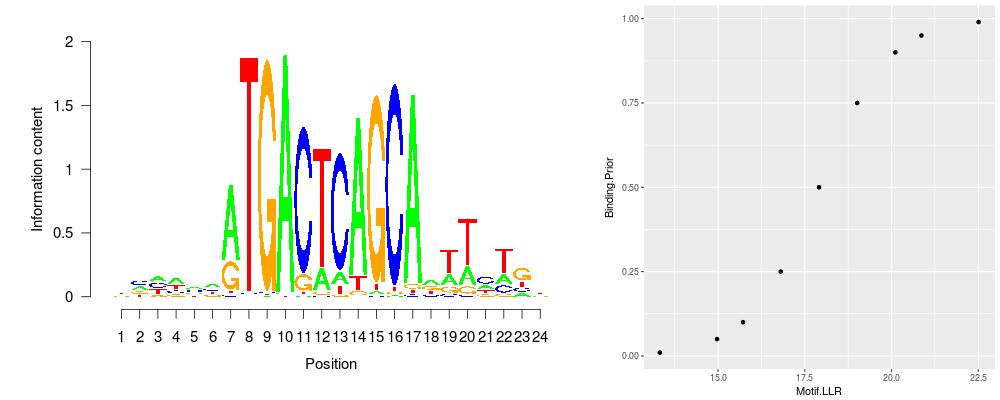 Information content
2
1.5
1
0.5
0
A
G
T
G
A
C
G
T
A
C
A
A
T
G
C
A
T
A
T
A
T
A
G
1 2 3 4 5 6 7 8 9 10 11 12 13 14 15 16 17 18 19 20 21 22 23 24
Position
Binding.Prior
1.00
0.75
0.50
0.25
0.00
15.0 17.5 20.0 22.5
Motif.LLR